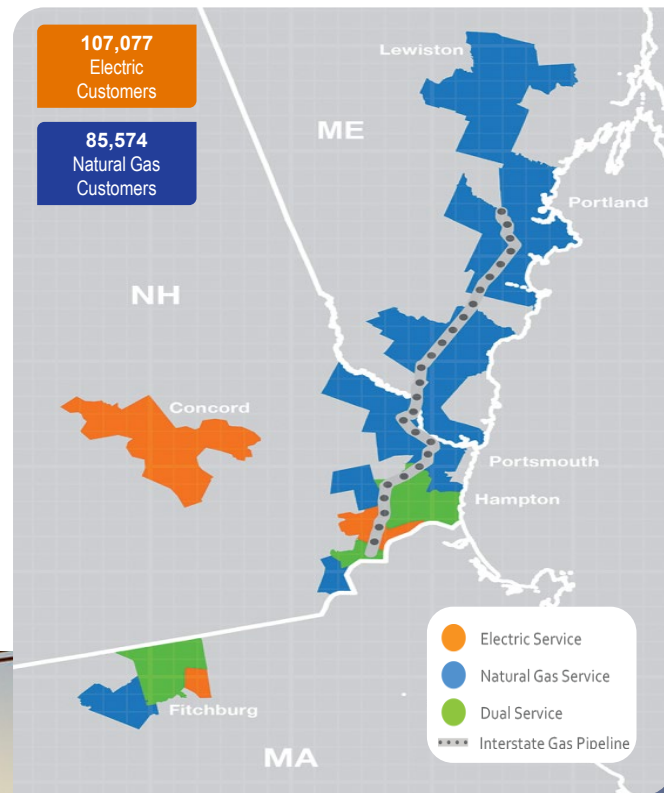 107,077
Electric
Customers
85,574
Natural Gas
Customers
Lewiston
ME
Portland
NH
Concord
Portsmouth
Hampton
Electric Service
Natural Gas Service
Dual Service
Interstate Gas Pipeline
Fitchburg
MA